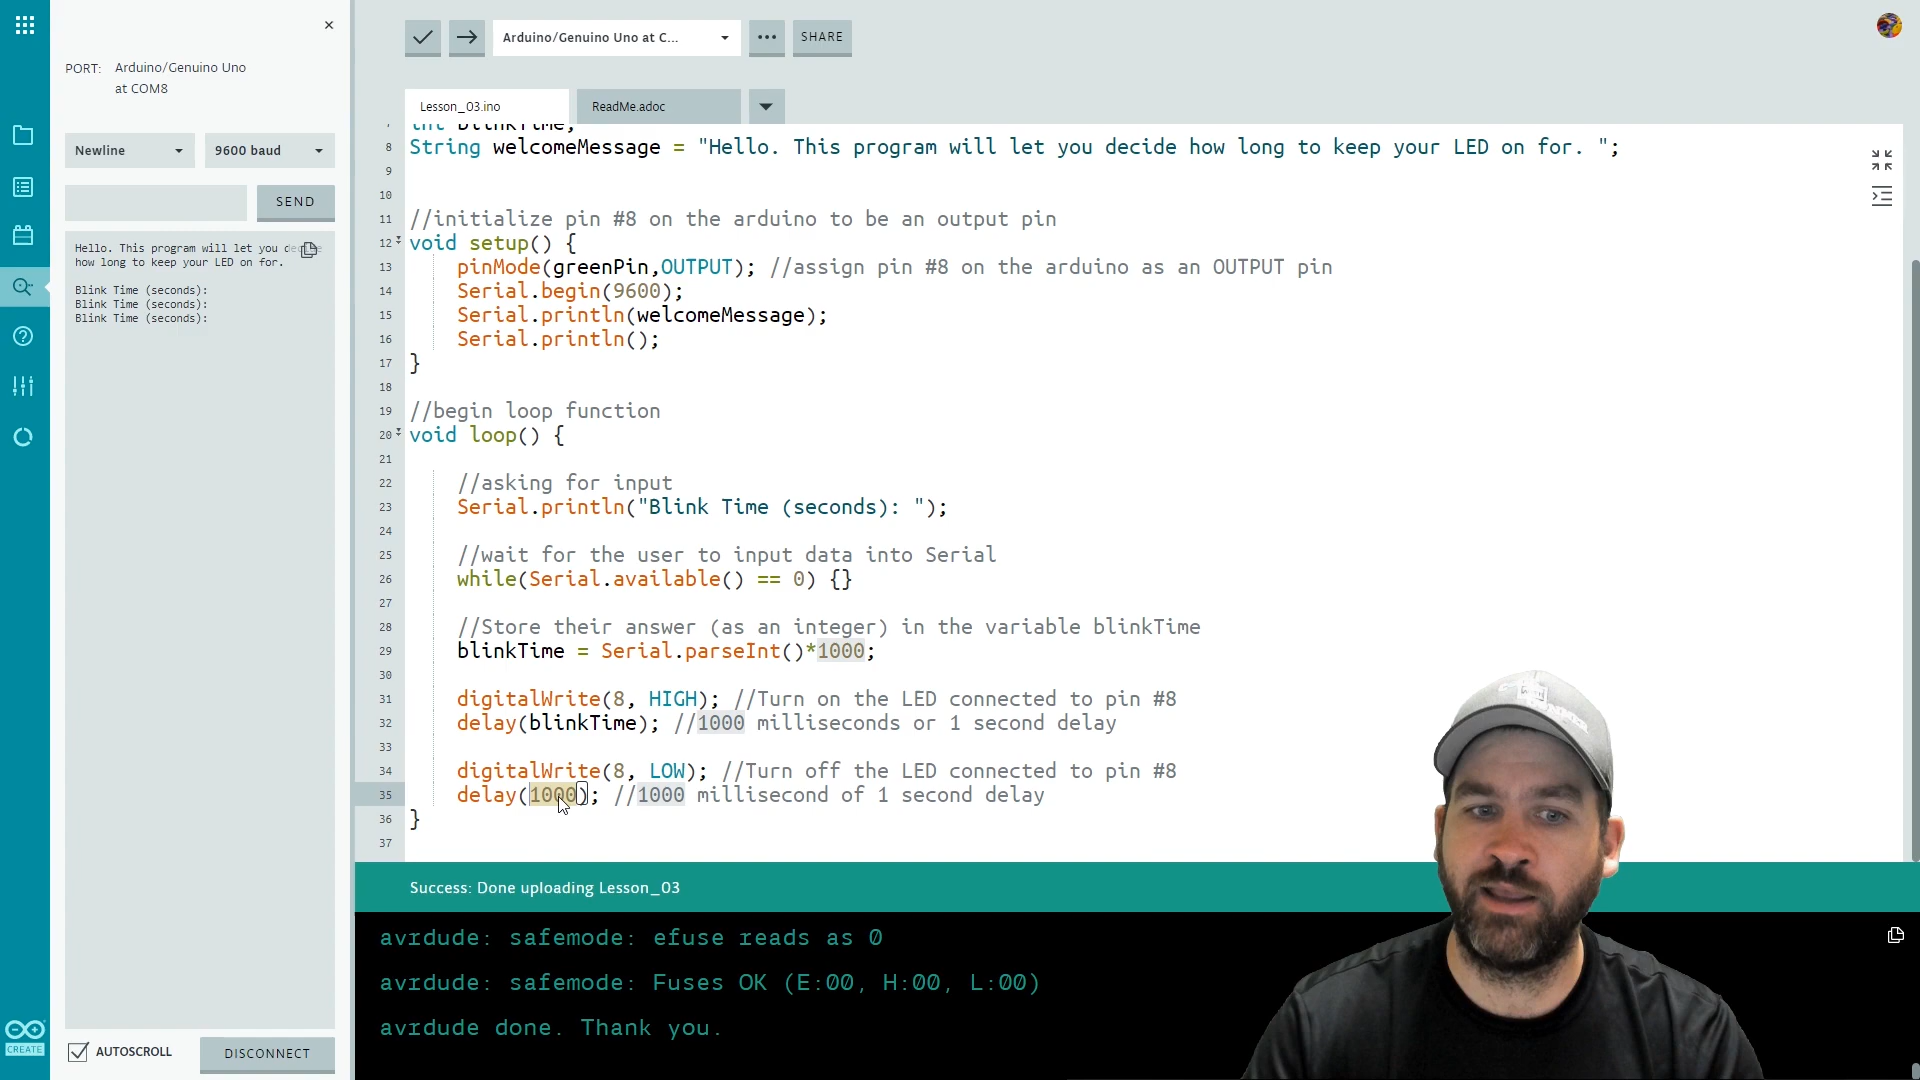 PORT: Arduino/Genuino Uno
at COM8
Newline
9600 baud
SEND
Hello. This program will let you
how long to keep your LED on for.
Blink Time (seconds):
Blink Time (seconds):
Blink Time (seconds):
AUTOSCROLL
DISCONNECT
CREATE
Arduino/Genuino Uno at C...
SHARE
Lesson_03.ino
ReadMe.adoc
7 int blinkTime;
8 String welcomeMessage = "Hello. This program will let you decide how long to keep your LED on for. ";
9
10
11 //initialize pin #8 on the arduino to be an output pin
12 void setup() {
13 pinMode(greenPin,OUTPUT); //assign pin #8 on the arduino as an OUTPUT pin
14 Serial.begin(9600);
15 Serial.println(welcomeMessage);
16 Serial.println();
17 }
18
19 //begin loop function
20 void loop() {
21
22 //asking for input
23 Serial.println("Blink Time (seconds): ");
24
25 //wait for the user to input data into Serial
26 while(Serial.available() == 0) {}
27
28 //Store their answer (as an integer) in the variable blinkTime
29 blinkTime = Serial.parseInt()*1000;
30
31 digitalWrite(8, HIGH); //Turn on the LED connected to pin #8
32 delay(blinkTime); //1000 milliseconds or 1 second delay
33
34 digitalWrite(8, LOW); //Turn off the LED connected to pin #8
35 delay(1000); //1000 millisecond of 1 second delay
36 }
37
Success: Done uploading Lesson_03
avrdude: safemode: efuse reads as 0
avrdude: safemode: Fuses OK (E:00, H:00, L:00)
avrdude done. Thank you.